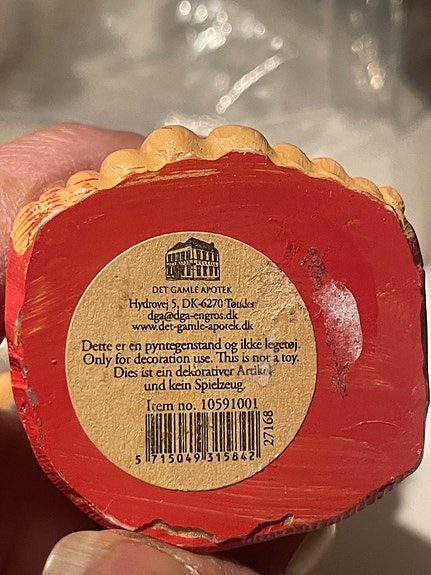 DET GAMLE APOTEK
Hydrovej 5, DK-6270 Tønder
dga@dga-engros.dk
www.det-gamle-apotek.dk
Dette er en pyntegenstand og ikke legetøj.
Only for decoration use. This is not a toy.
Dies ist ein dekorativer Artikel
und kein Spielzeug.
Item no. 10591001
5 715049 315842
27168